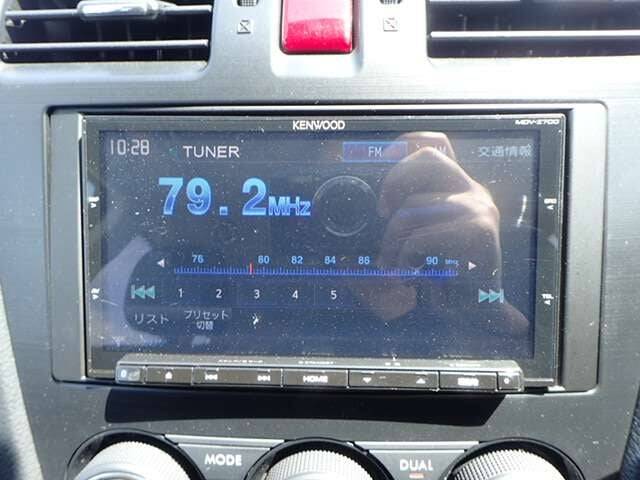 KENWOOD
MDV-Z700
10:28 TUNER FM AM 交通情報
79.2MHz
76 80 82 84 86 90 MHz
1 2 3 4 5
リスト プリセット切替
HOME
MODE DUAL